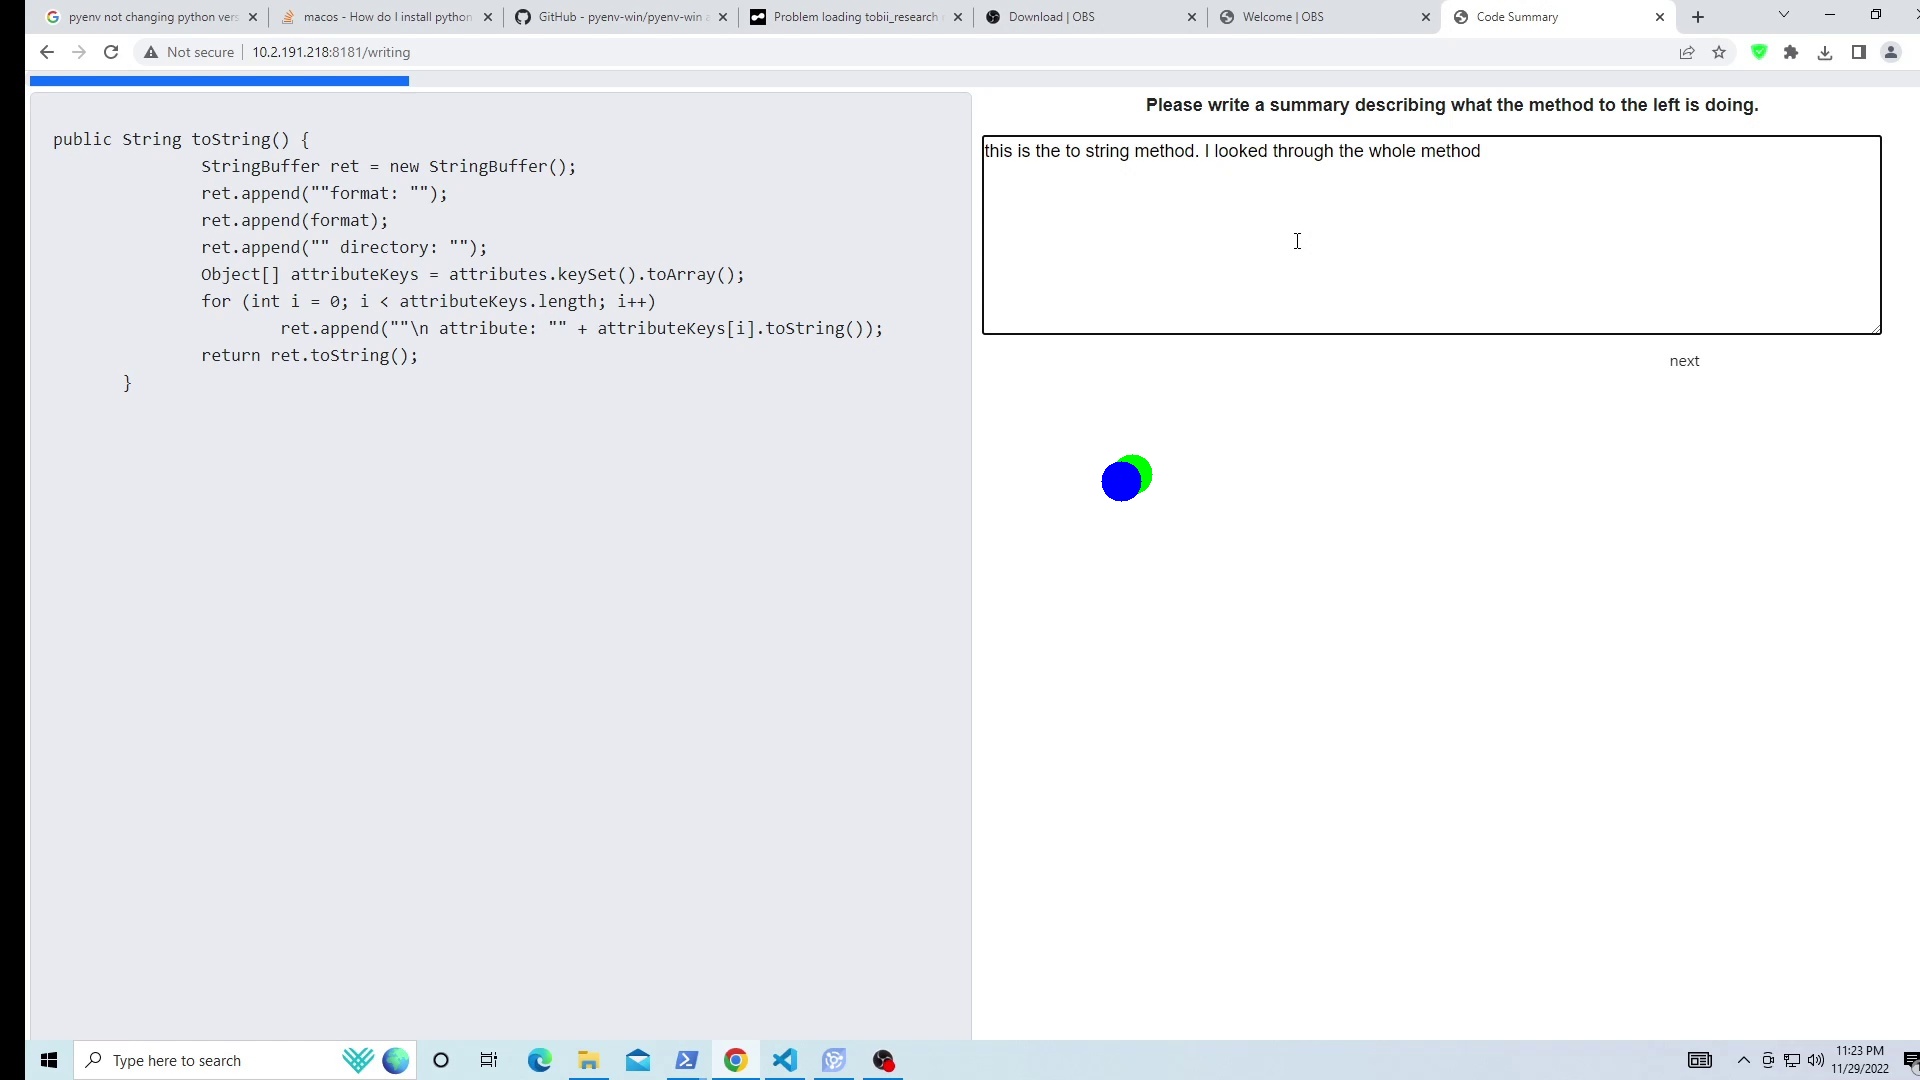 pyenv not changing python vers
macos - How do I install python
GitHub - pyenv-win/pyenv-win
Problem loading tobii_research
Download | OBS
Welcome | OBS
Code Summary
Not secure
10.2.191.218:8181/writing
Please write a summary describing what the method to the left is doing.
public String toString() {
StringBuffer ret = new StringBuffer();
ret.append(""format: "");
ret.append(format);
ret.append("" directory: "");
Object[] attributeKeys = attributes.keySet().toArray();
for (int i = 0; i < attributeKeys.length; i++)
ret.append(""\n attribute: "" + attributeKeys[i].toString());
return ret.toString();
}
this is the to string method. I looked through the whole method
next
Type here to search
11:23 PM
11/29/2022